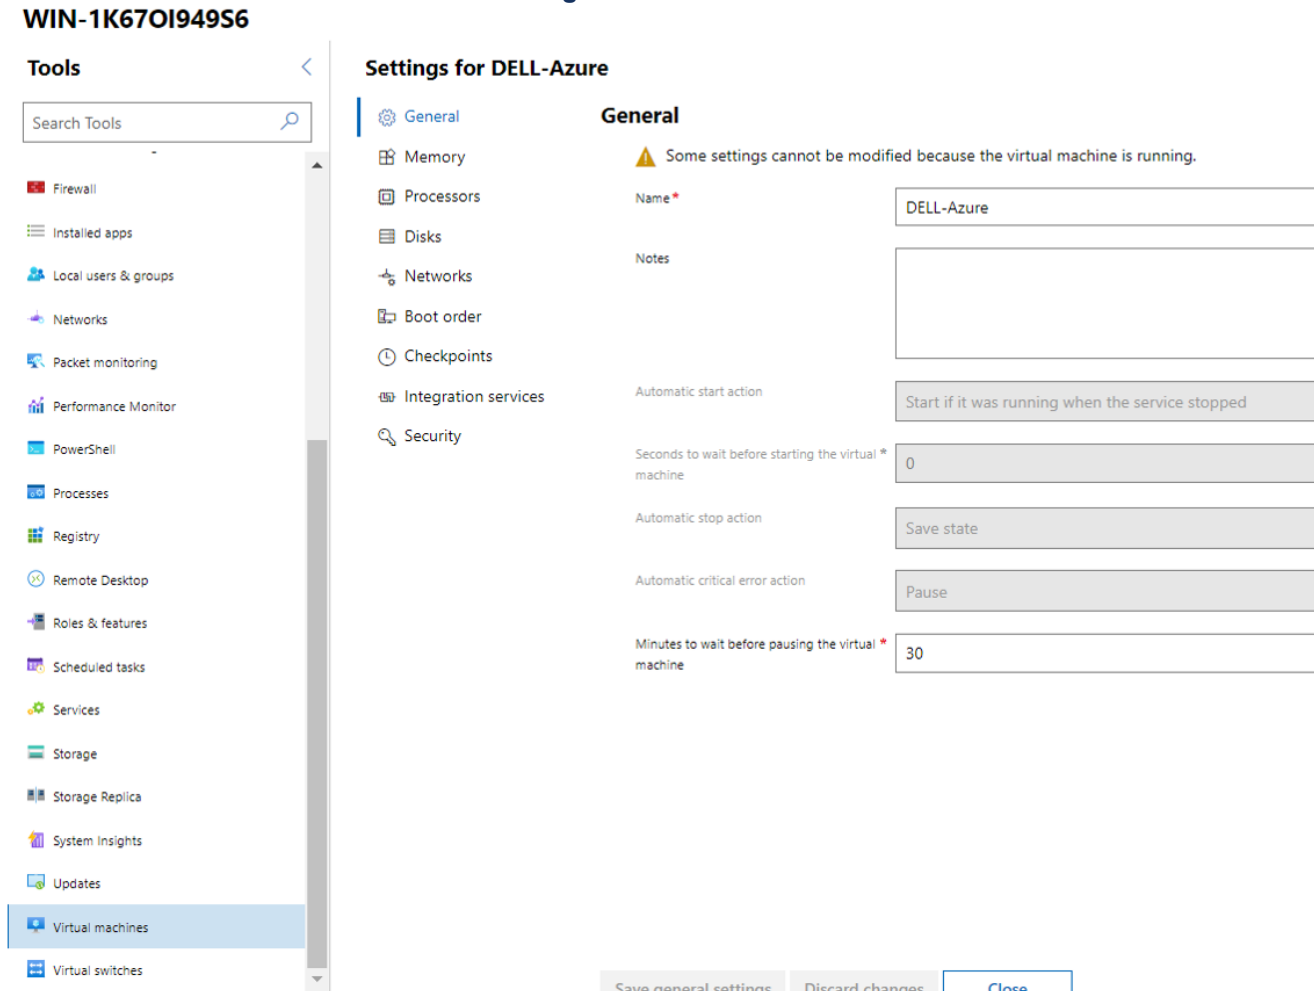 WIN-1K67OI949S6
Tools
Search Tools
Firewall
Installed apps
Local users & groups
Networks
Packet monitoring
Performance Monitor
PowerShell
Processes
Registry
Remote Desktop
Roles & features
Scheduled tasks
Services
Storage
Storage Replica
System Insights
Updates
Virtual machines
Virtual switches
Settings for DELL-Azure
General
Memory
Processors
Disks
Networks
Boot order
Checkpoints
Integration services
Security
General
Some settings cannot be modified because the virtual machine is running.
Name*
DELL-Azure
Notes
Automatic start action
Start if it was running when the service stopped
Seconds to wait before starting the virtual *
machine
0
Automatic stop action
Save state
Automatic critical error action
Pause
Minutes to wait before pausing the virtual *
machine
30
Save general settings
Discard changes
Close